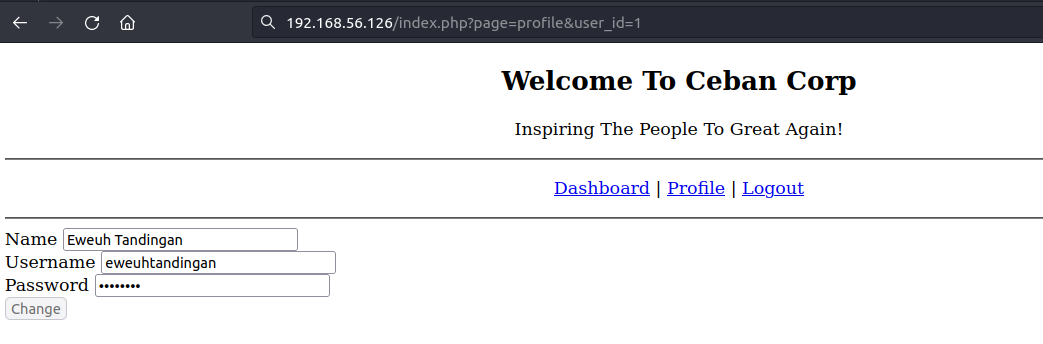 192.168.56.126/index.php?page=profile&user_id=1
Welcome To Ceban Corp
Inspiring The People To Great Again!
Dashboard | Profile | Logout
Name Eweuh Tandingan
Username eweuhtandingan
Password ••••••••
Change